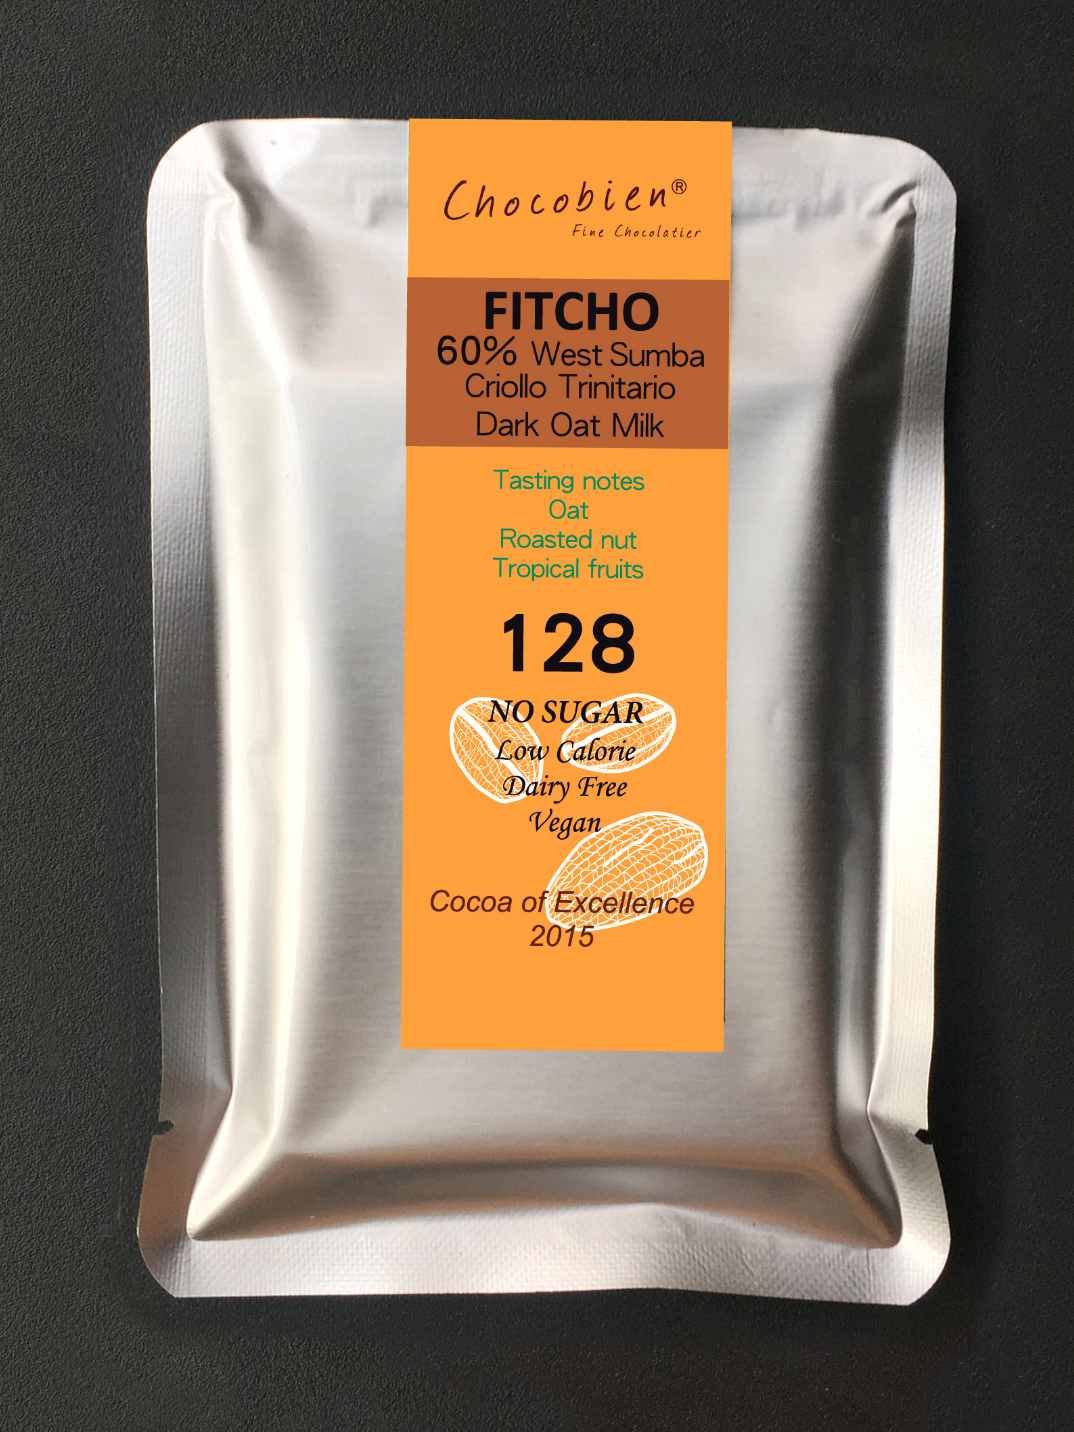 Chocobien®
Fine Chocolatier
FITCHO
60% West Sumba
Criollo Trinitario
Dark Oat Milk
Tasting notes
Oat
Roasted nut
Tropical fruits
128
NO SUGAR
Low Calorie
Dairy Free
Vegan
Cocoa of Excellence
2015